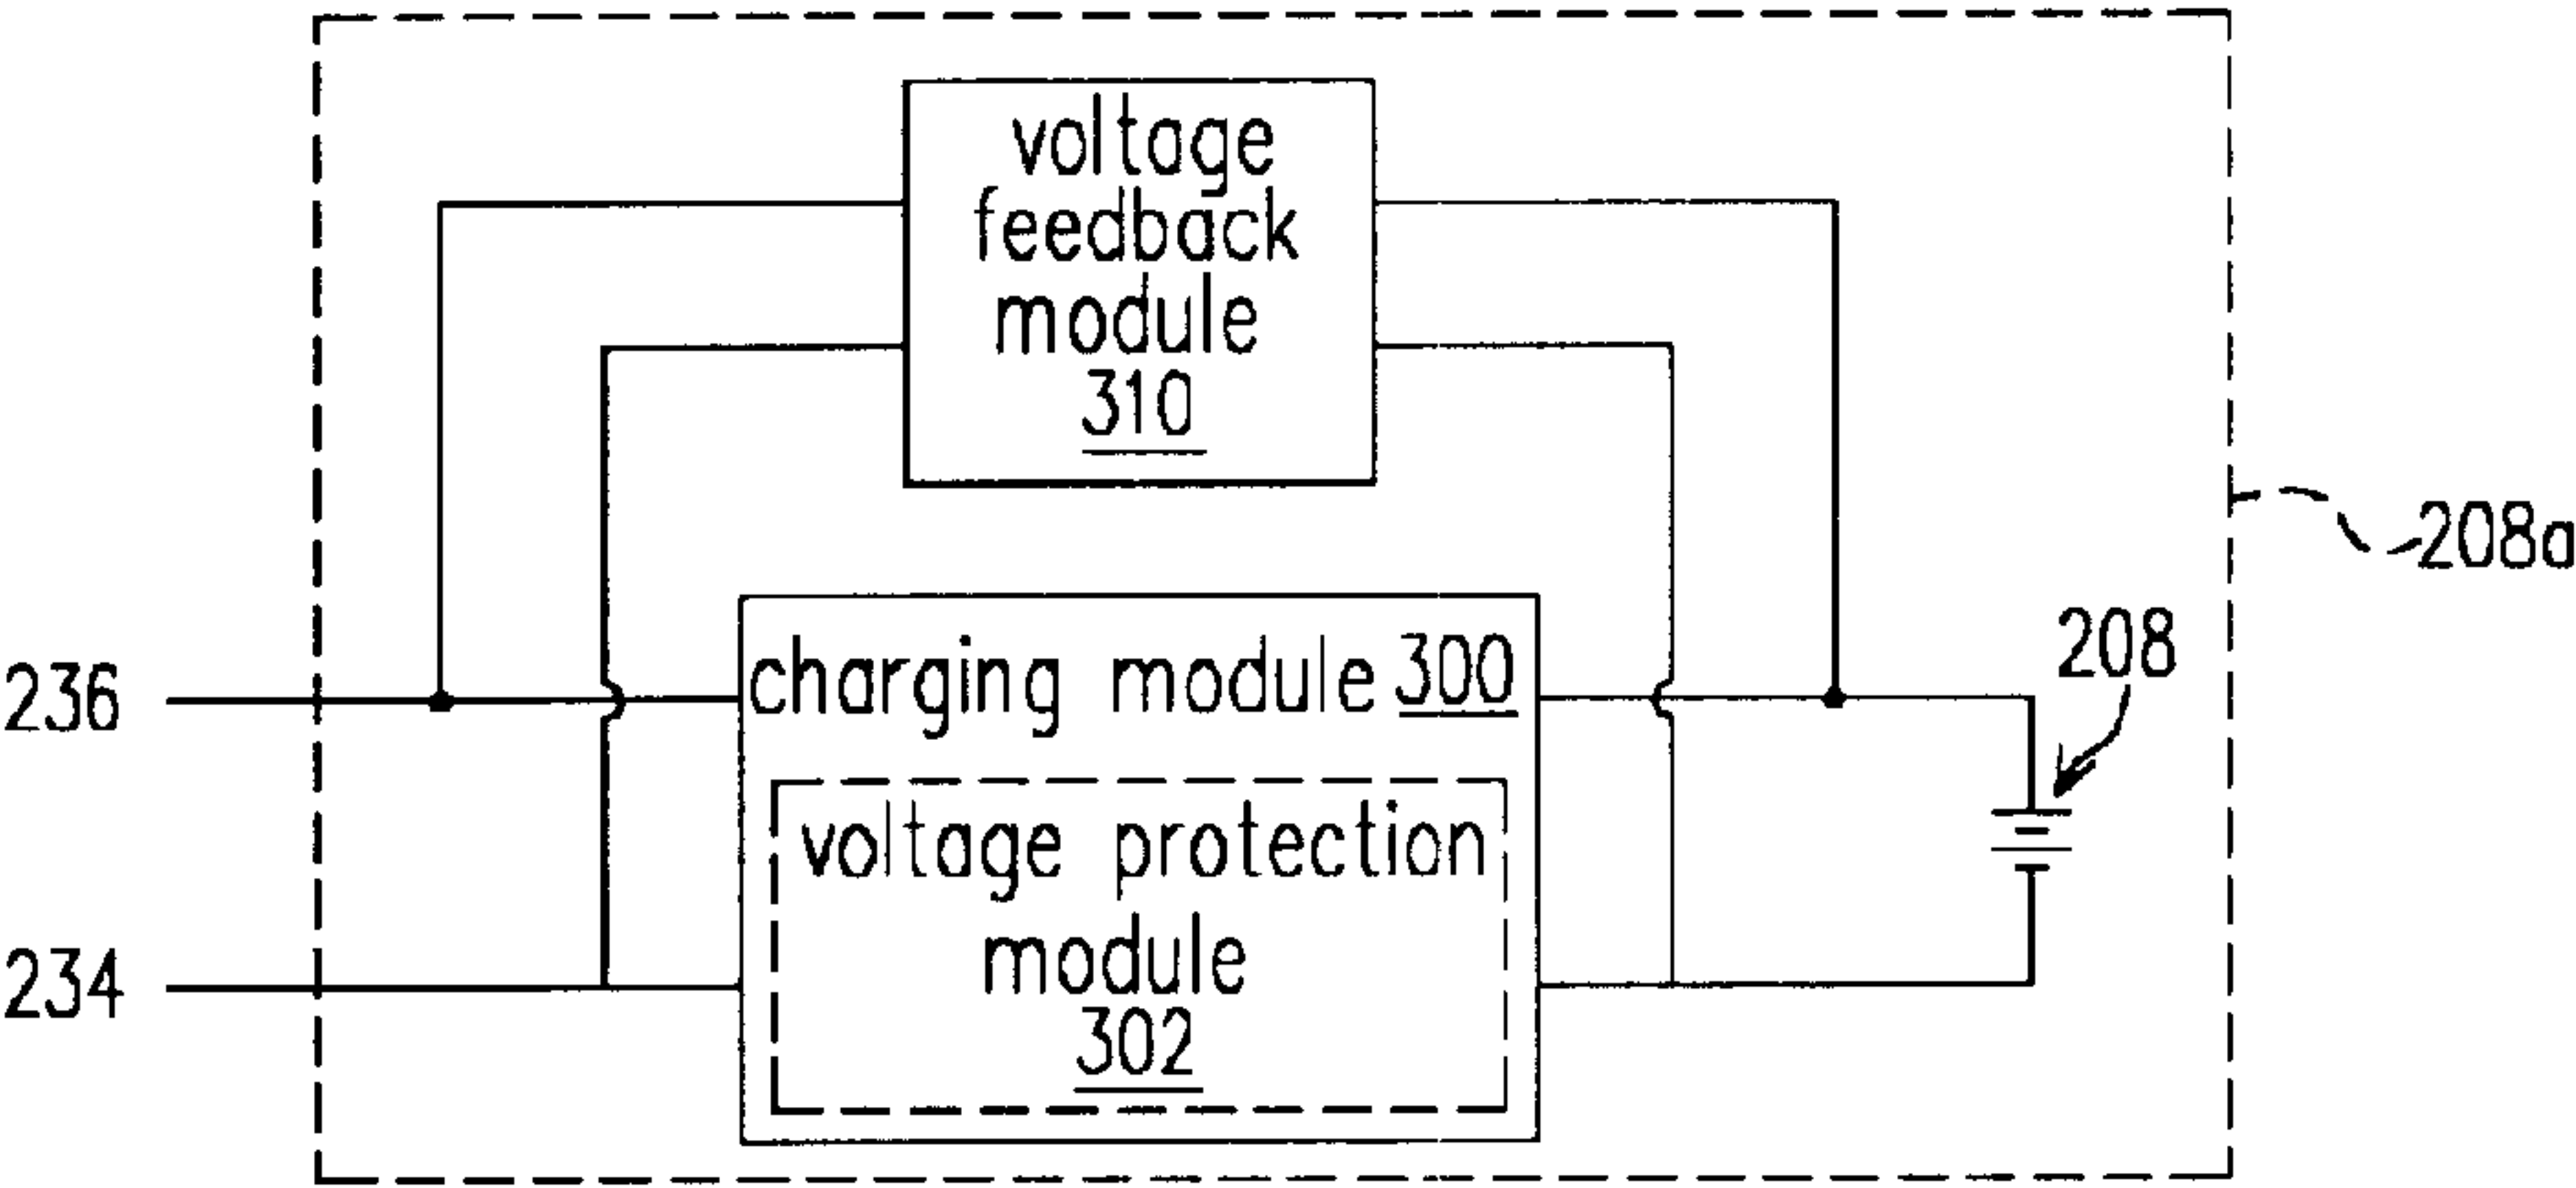 voltage
feedback
module
310
208a
charging module 300
208
236
voltage protection
module
302
234